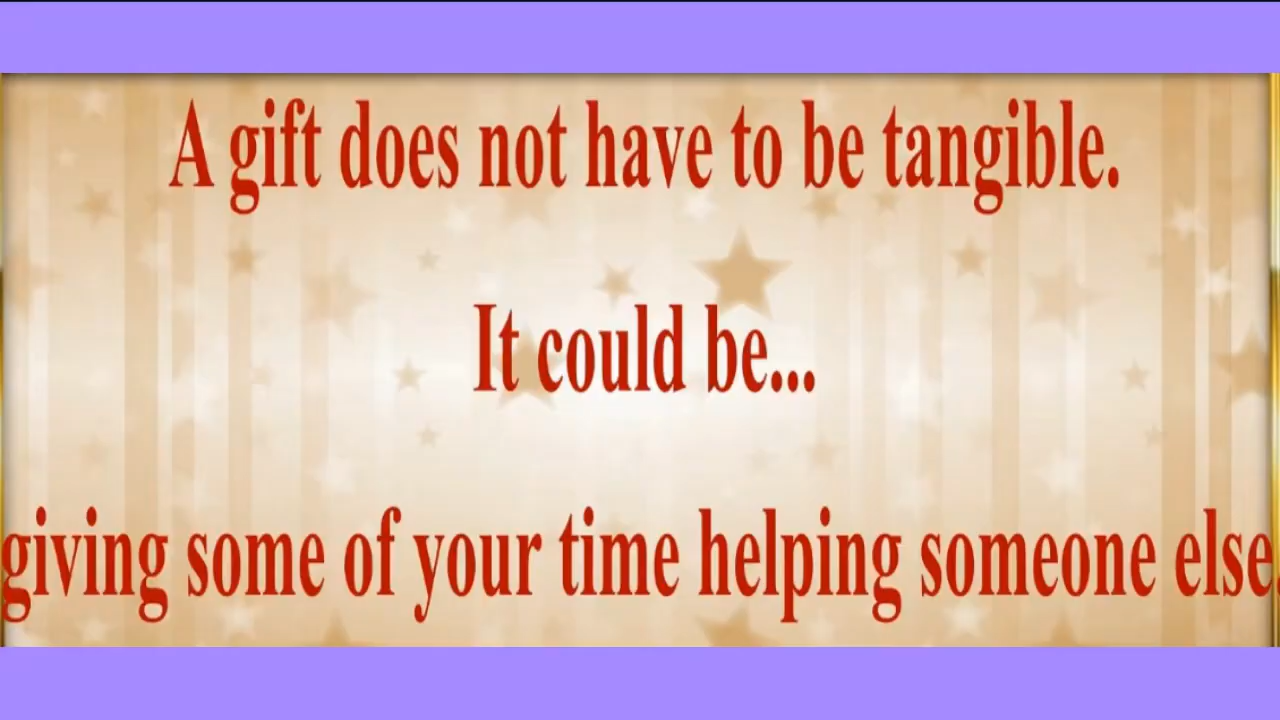 A gift does not have to be tangible.
It could be...
giving some of your time helping someone else.